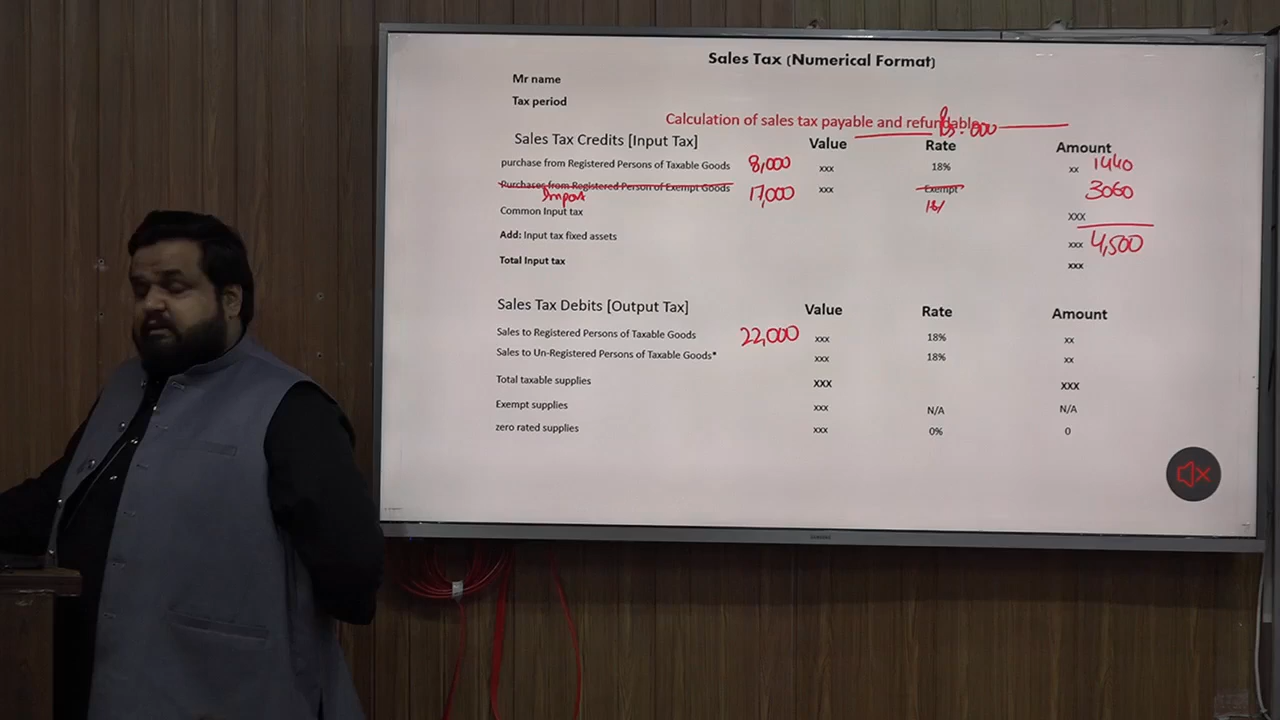 Sales Tax (Numerical Format)
Mr name
Tax period
Calculation of sales tax payable and refundable
Rs. 000
Sales Tax Credits [Input Tax] Value Rate Amount
purchase from Registered Persons of Taxable Goods 8,000 xxx 18% xx 1440
Purchases from Registered Person of Exempt Goods 17,000 xxx Exempt 3060
Import 18/
Common Input tax xxx
Add: Input tax fixed assets xxx 4,500
Total Input tax xxx
Sales Tax Debits [Output Tax] Value Rate Amount
Sales to Registered Persons of Taxable Goods 22,000 xxx 18% xx
Sales to Un-Registered Persons of Taxable Goods* xxx 18% xx
Total taxable supplies xxx xxx
Exempt supplies xxx N/A N/A
zero rated supplies xxx 0% 0